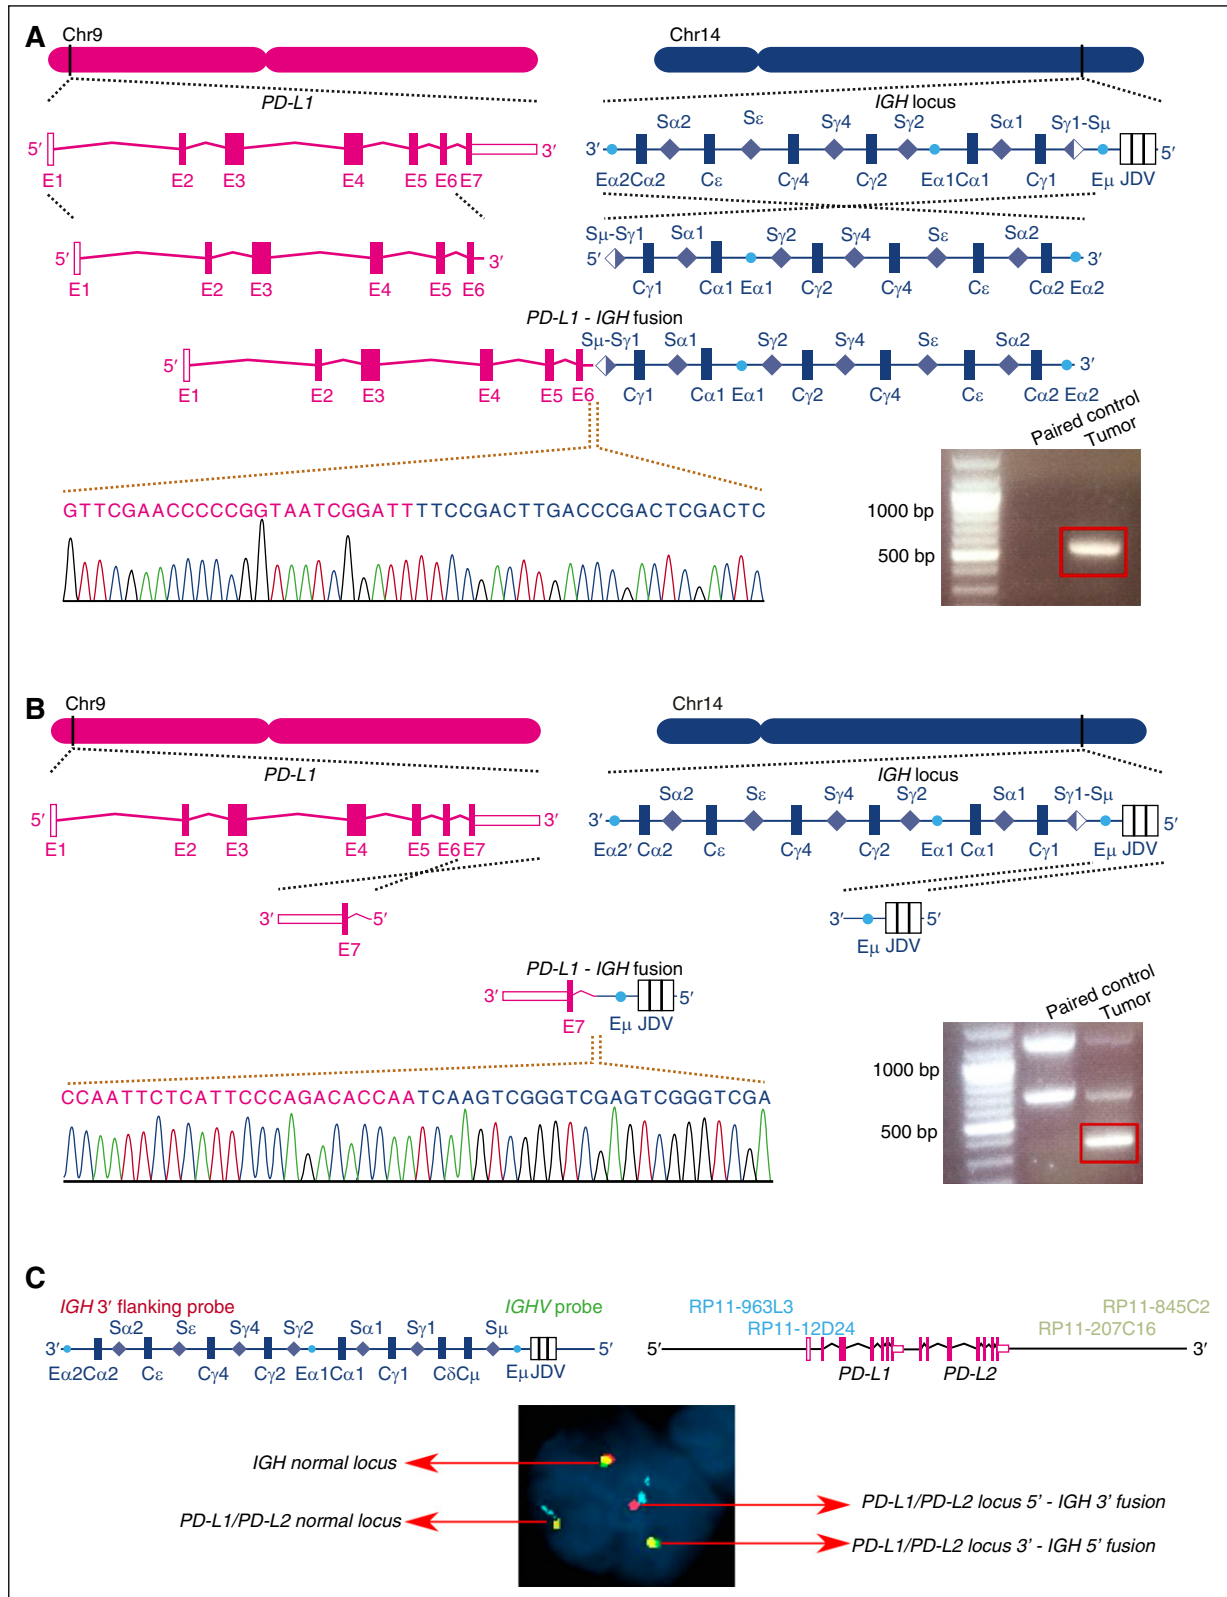 A
Chr9
Chr14
PD-L1
IGH locus
Sα2 Sε Sγ4 Sγ2 Sα1 Sγ1-Sμ
5′ 3′ 3′ 5′
E1 E2 E3 E4 E5 E6 E7
Eα2 Cα2 Cε Cγ4 Cγ2 Eα1 Cα1 Cγ1 Eμ JDV
Sμ-Sγ1 Sα1 Sγ2 Sγ4 Sε Sα2
5′ 3′ 5′ 3′
E1 E2 E3 E4 E5 E6
Cγ1 Cα1 Eα1 Cγ2 Cγ4 Cε Cα2 Eα2
PD-L1 - IGH fusion
Sμ-Sγ1 Sα1 Sγ2 Sγ4 Sε Sα2
5′ 3′
E1 E2 E3 E4 E5 E6 Cγ1 Cα1 Eα1 Cγ2 Cγ4 Cε Cα2 Eα2
Paired control
Tumor
GTTCGAACCCCCGGTAATCGGATTTTCCGACTTGACCCGACTCGACTC
1000 bp
500 bp
B
Chr9
Chr14
PD-L1
IGH locus
Sα2 Sε Sγ4 Sγ2 Sα1 Sγ1-Sμ
5′ 3′ 3′ 5′
E1 E2 E3 E4 E5 E6 E7
Eα2′ Cα2 Cε Cγ4 Cγ2 Eα1 Cα1 Cγ1 Eμ JDV
3′ 5′ 3′ 5′
E7
Eμ JDV
PD-L1 - IGH fusion
3′ 5′
E7 Eμ JDV
Paired control
Tumor
CCAATTCTCATTCCCAGACACCAATCAAGTCGGGTCGAGTCGGGTCGA
1000 bp
500 bp
C
IGH 3′ flanking probe IGHV probe
RP11-963L3 RP11-845C2
RP11-12D24 RP11-207C16
Sα2 Sε Sγ4 Sγ2 Sα1 Sγ1 Sμ
3′ 5′ 5′ 3′
Eα2Cα2 Cε Cγ4 Cγ2 Eα1Cα1 Cγ1 CδCμ EμJDV
PD-L1 PD-L2
IGH normal locus
PD-L1/PD-L2 locus 5' - IGH 3' fusion
PD-L1/PD-L2 normal locus
PD-L1/PD-L2 locus 3' - IGH 5' fusion